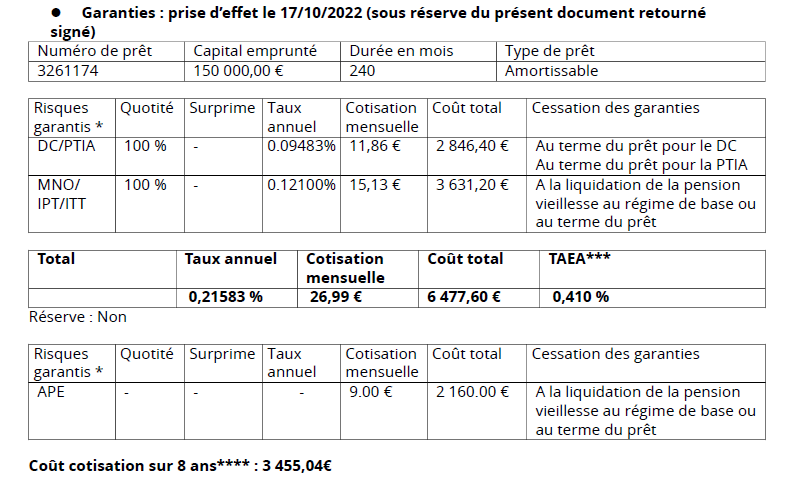 ● Garanties : prise d’effet le 17/10/2022 (sous réserve du présent document retourné
signé)
Numéro de prêt Capital emprunté Durée en mois Type de prêt
3261174 150 000,00 € 240 Amortissable
Risques Quotité Surprime Taux Cotisation Coût total Cessation des garanties
garantis * annuel mensuelle
DC/PTIA 100 % - 0.09483% 11,86 € 2 846,40 € Au terme du prêt pour le DC
Au terme du prêt pour la PTIA
MNO/ 100 % - 0.12100% 15,13 € 3 631,20 € A la liquidation de la pension
IPT/ITT vieillesse au régime de base ou
au terme du prêt
Total Taux annuel Cotisation Coût total TAEA***
mensuelle
0,21583 % 26,99 € 6 477,60 € 0,410 %
Réserve : Non
Risques Quotité Surprime Taux Cotisation Coût total Cessation des garanties
garantis * annuel mensuelle
APE - - - 9.00 € 2 160.00 € A la liquidation de la pension
vieillesse au régime de base ou
au terme du prêt
Coût cotisation sur 8 ans**** : 3 455,04€